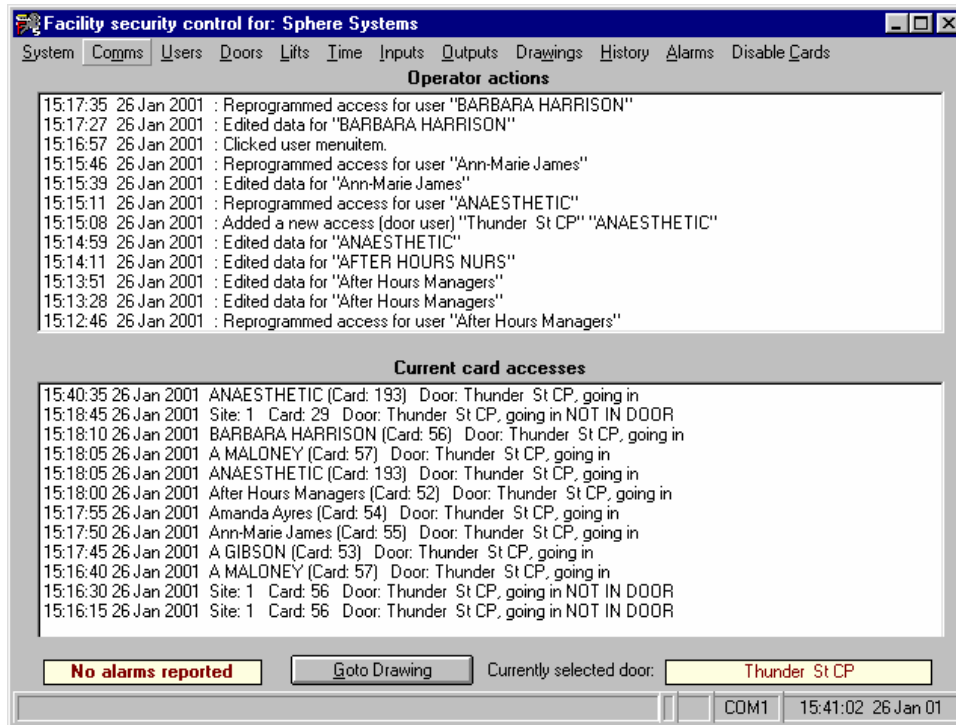 Facility security control for: Sphere Systems
System Comms Users Doors Lifts Time Inputs Outputs Drawings History Alarms Disable Cards
Operator actions
15:17:35 26 Jan 2001 : Reprogrammed access for user "BARBARA HARRISON"
15:17:27 26 Jan 2001 : Edited data for "BARBARA HARRISON"
15:16:57 26 Jan 2001 : Clicked user menuitem.
15:15:46 26 Jan 2001 : Reprogrammed access for user "Ann-Marie James"
15:15:39 26 Jan 2001 : Edited data for "Ann-Marie James"
15:15:11 26 Jan 2001 : Reprogrammed access for user "ANAESTHETIC"
15:15:08 26 Jan 2001 : Added a new access (door user) "Thunder St CP" "ANAESTHETIC"
15:14:59 26 Jan 2001 : Edited data for "ANAESTHETIC"
15:14:11 26 Jan 2001 : Edited data for "AFTER HOURS NURS"
15:13:51 26 Jan 2001 : Edited data for "After Hours Managers"
15:13:28 26 Jan 2001 : Edited data for "After Hours Managers"
15:12:46 26 Jan 2001 : Reprogrammed access for user "After Hours Managers"
Current card accesses
15:40:35 26 Jan 2001 ANAESTHETIC (Card: 193) Door: Thunder St CP, going in
15:18:45 26 Jan 2001 Site: 1 Card: 29 Door: Thunder St CP, going in NOT IN DOOR
15:18:10 26 Jan 2001 BARBARA HARRISON (Card: 56) Door: Thunder St CP, going in
15:18:05 26 Jan 2001 A MALONEY (Card: 57) Door: Thunder St CP, going in
15:18:05 26 Jan 2001 ANAESTHETIC (Card: 193) Door: Thunder St CP, going in
15:18:00 26 Jan 2001 After Hours Managers (Card: 52) Door: Thunder St CP, going in
15:17:55 26 Jan 2001 Amanda Ayres (Card: 54) Door: Thunder St CP, going in
15:17:50 26 Jan 2001 Ann-Marie James (Card: 55) Door: Thunder St CP, going in
15:17:45 26 Jan 2001 A GIBSON (Card: 53) Door: Thunder St CP, going in
15:16:40 26 Jan 2001 A MALONEY (Card: 57) Door: Thunder St CP, going in
15:16:30 26 Jan 2001 Site: 1 Card: 56 Door: Thunder St CP, going in NOT IN DOOR
15:16:15 26 Jan 2001 Site: 1 Card: 56 Door: Thunder St CP, going in NOT IN DOOR
No alarms reported Goto Drawing Currently selected door: Thunder St CP
COM1 15:41:02 26 Jan 01